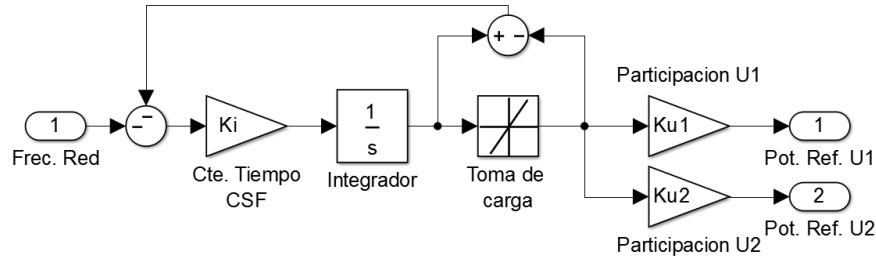 + −
Participacion U1
1
−
−
Ki
1
s
Ku1
1
Frec. Red
Cte. Tiempo
CSF
Integrador
Toma de
carga
Pot. Ref. U1
Ku2
2
Pot. Ref. U2
Participacion U2